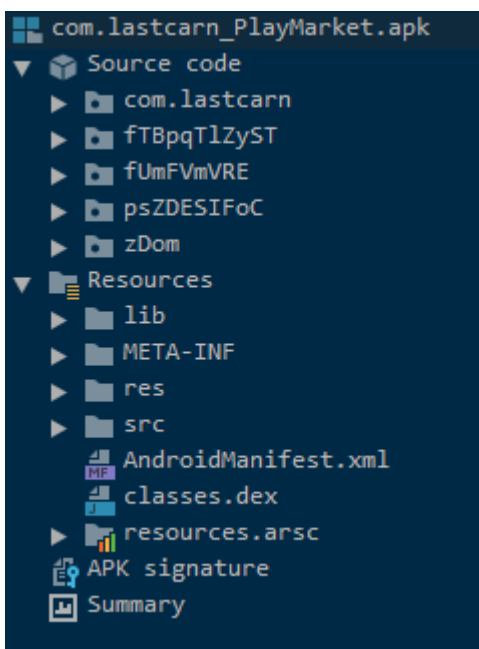 com.lastcarn_PlayMarket.apk
Source code
com.lastcarn
fTBpqTlZyST
fUmFVmVRE
psZDESIFoC
zDom
Resources
lib
META-INF
res
src
MF AndroidManifest.xml
J classes.dex
resources.arsc
APK signature
Summary